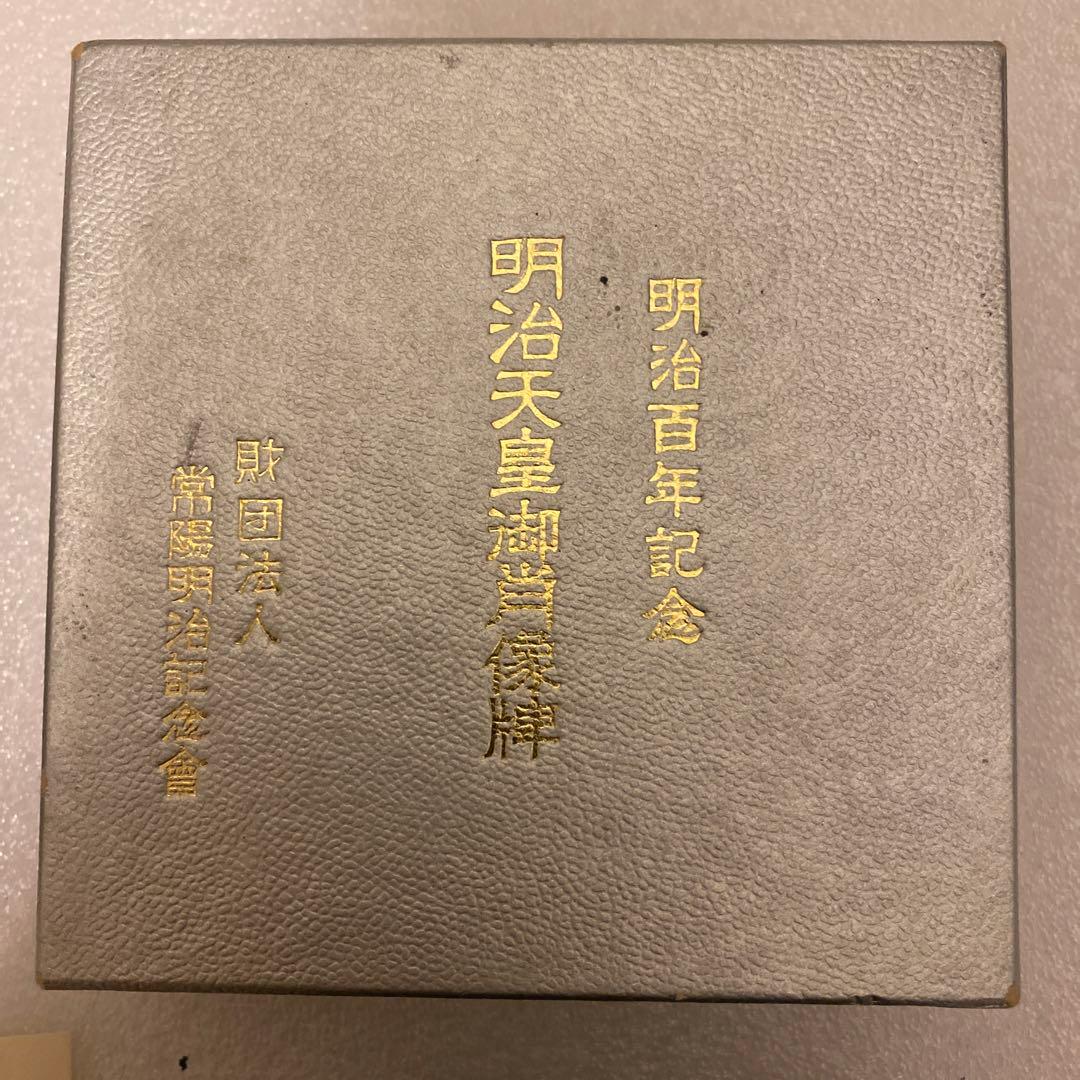 明治百年記念
明治天皇御肖像牌
財団法人
常陽明治記念會